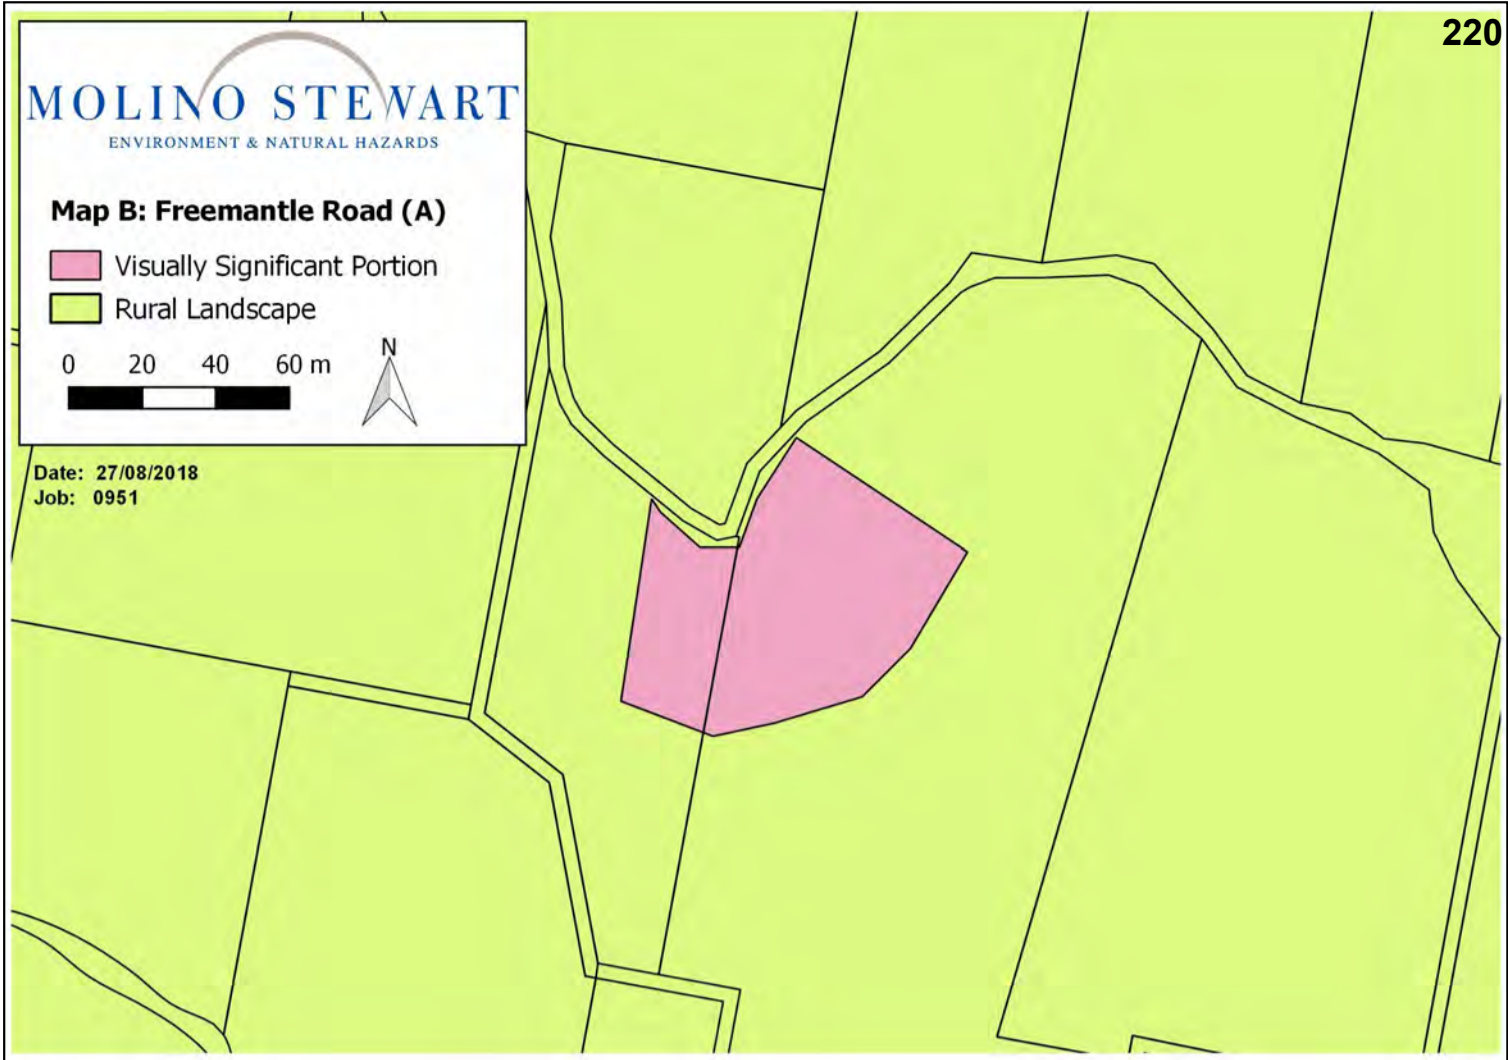 220
MOLINO STEWART
ENVIRONMENT & NATURAL HAZARDS
Map B: Freemantle Road (A)
Visually Significant Portion
Rural Landscape
0 20 40 60 m
N
Date: 27/08/2018
Job: 0951